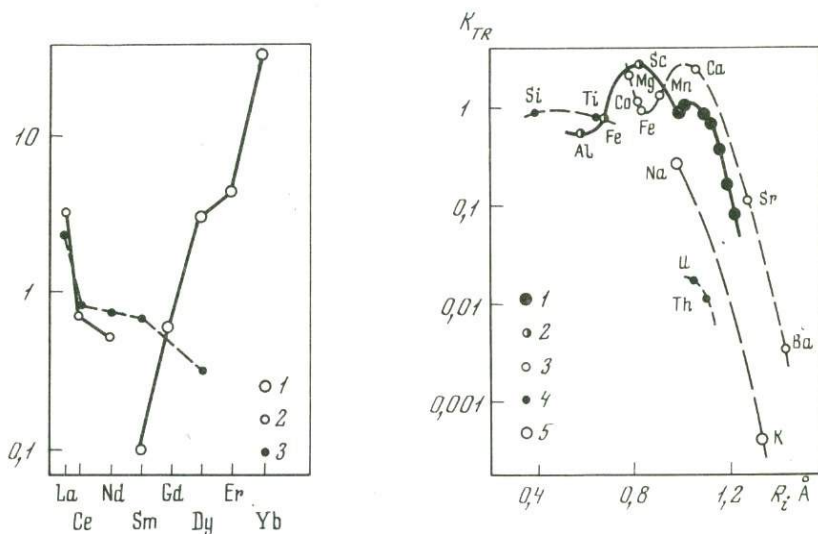 10
1
0,1
La Nd Gd Er
Ce Sm Dy Yb
1
2
3
K_TR
1
0,1
0,01
0,001
Si
Ti
Al
Fe
Mg
Sc
Co
Fe
Mn
Ca
Na
Sr
U
Th
Ba
K
1
2
3
4
5
0,4 0,8 1,2 R_i Å